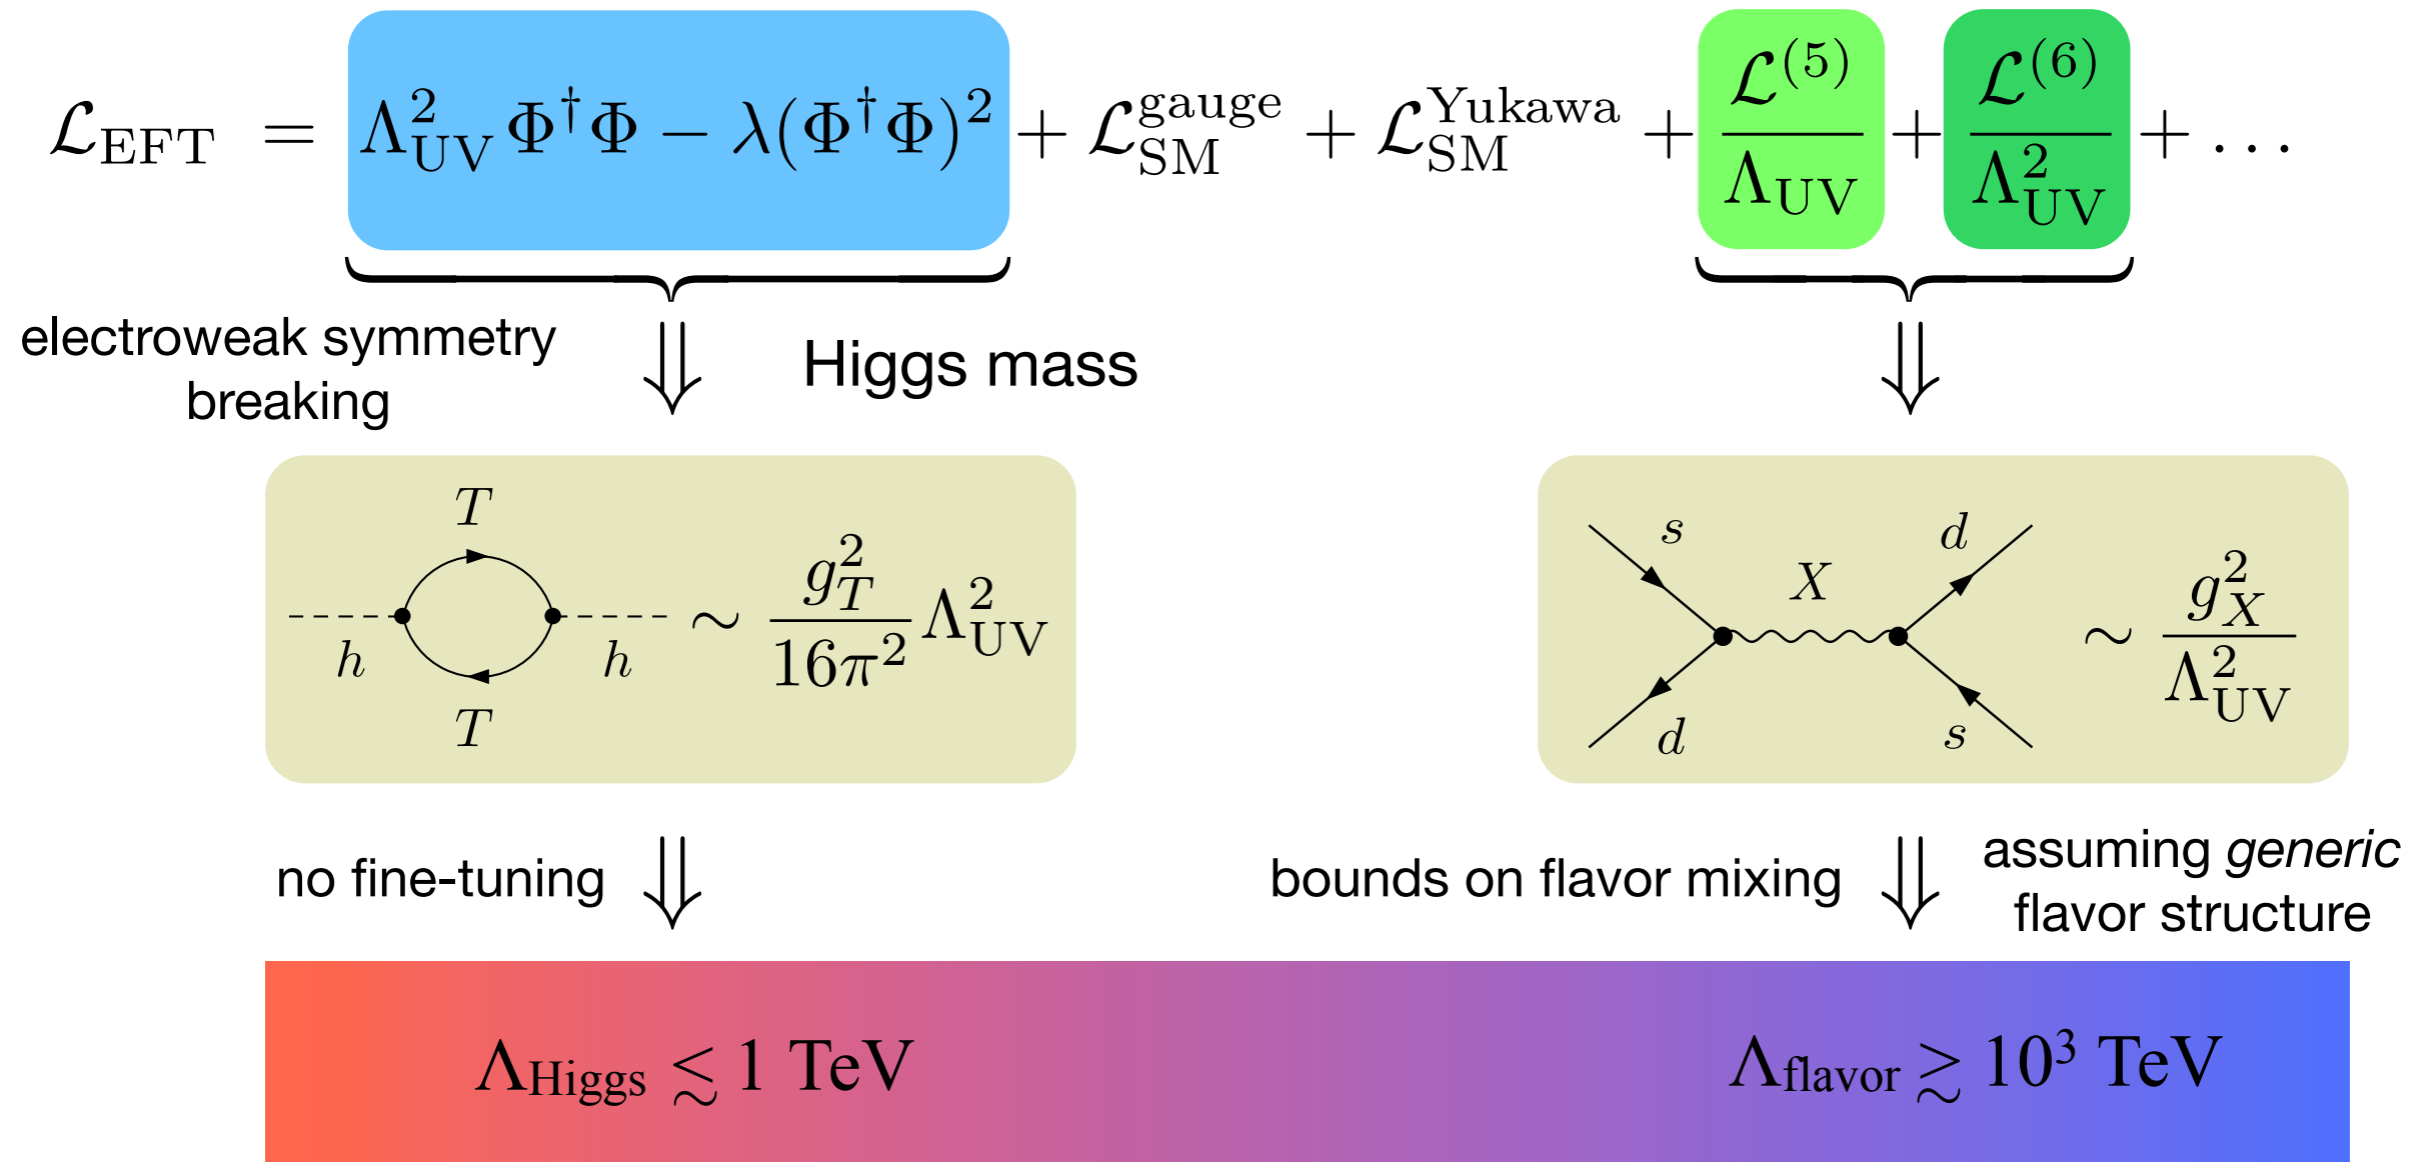 ℒ_EFT = Λ²_UV Φ†Φ − λ(Φ†Φ)² + ℒ^gauge_SM + ℒ^Yukawa_SM + ℒ^(5)/Λ_UV + ℒ^(6)/Λ²_UV + …
electroweak symmetry
breaking
Higgs mass
T
h
h
T
∼ g²_T/16π² Λ²_UV
s
d
X
d
s
∼ g²_X/Λ²_UV
no fine-tuning
bounds on flavor mixing
assuming generic
flavor structure
Λ_Higgs ≲ 1 TeV
Λ_flavor ≳ 10³ TeV